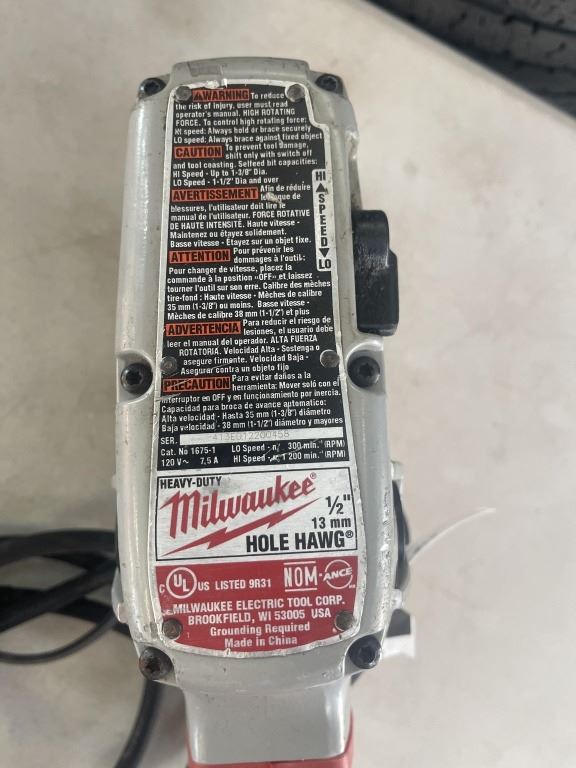 WARNING To reduce
the risk of injury, user must read
operator's manual. HIGH ROTATING
FORCE. To control high rotating force:
HI speed: Always hold or brace securely
LO speed: Always brace against fixed object
CAUTION To prevent tool damage,
shift only with switch off
and tool coasting. Selfeed bit capacities:
HI Speed - Up to 1-3/8" Dia.
LO Speed - 1-1/2" Dia and over
AVERTISSEMENT Afin de réduire
le risque de
blessures, l'utilisateur doit lire le
manual de l'utilisateur. FORCE ROTATIVE
DE HAUTE INTENSITÉ. Haute vitesse -
Maintenez ou étayez solidement.
Basse vitesse - Étayez sur un objet fixe.
ATTENTION Pour prévenir les
dommages à l'outil:
Pour changer de vitesse, placez la
commande à la position «OFF» et laissez
tourner l'outil sur son erre. Calibre des mèches
tire-fond : Haute vitesse - Mèches de calibre
35 mm (1-3/8") ou moins. Basse vitesse -
Mèches de calibre 38 mm (1-1/2") et plus
ADVERTENCIA Para reducir el riesgo de
lesiones, el usuario debe
leer el manual del operador. ALTA FUERZA
ROTATORIA. Velocidad Alta - Sostenga o
asegure firmente. Velocidad Baja -
Asegurar contra un objeto fijo
PRECAUTION Para evitar daños a la
herramienta: Mover solo con el
interruptor en OFF y en funcionamiento por inercia.
Capacidad para broca de avance automatico:
Alta velocidad - Hasta 35 mm (1-3/8") diámetro
Baja velocidad - 38 mm (1-1/2") diámetro y mayores
SER. 413EG12200458
Cat. No 1675-1 LO Speed - n, 300 min.⁻¹ (RPM)
120 V~ 7,5 A HI Speed - n, 1 200 min.⁻¹ (RPM)
HI
SPEED
LO
HEAVY-DUTY
Milwaukee®
1/2"
13 mm
HOLE HAWG®
C UL US LISTED 9R31 NOM-ANCE
MILWAUKEE ELECTRIC TOOL CORP.
BROOKFIELD, WI 53005 USA
Grounding Required
Made in China